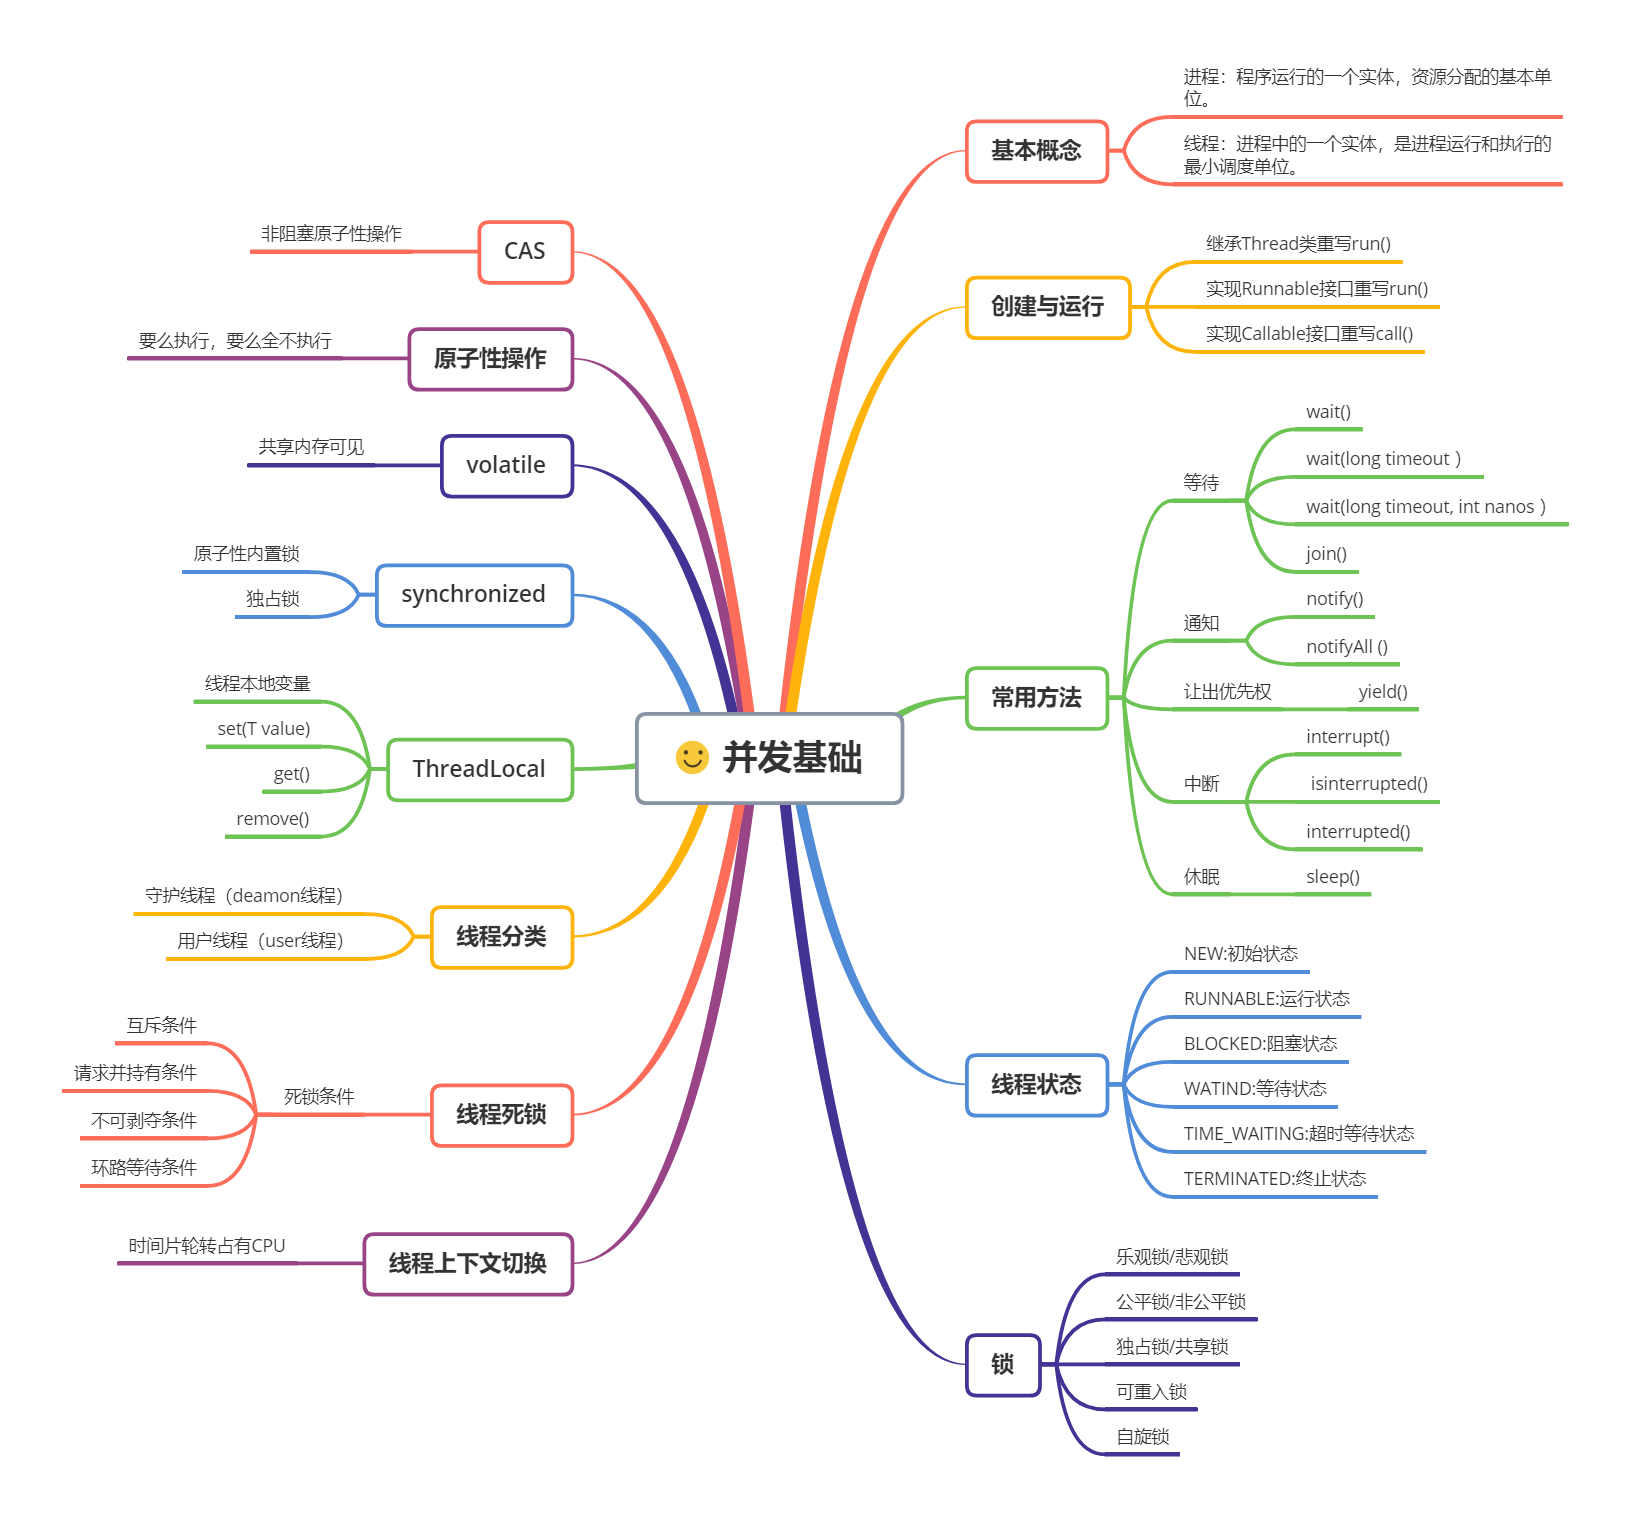 并发基础
基本概念
进程：程序运行的一个实体，资源分配的基本单
位。
线程：进程中的一个实体，是进程运行和执行的
最小调度单位。
创建与运行
继承Thread类重写run()
实现Runnable接口重写run()
实现Callable接口重写call()
常用方法
等待
wait()
wait(long timeout )
wait(long timeout, int nanos )
join()
通知
notify()
notifyAll ()
让出优先权
yield()
中断
interrupt()
isinterrupted()
interrupted()
休眠
sleep()
线程状态
NEW:初始状态
RUNNABLE:运行状态
BLOCKED:阻塞状态
WATIND:等待状态
TIME_WAITING:超时等待状态
TERMINATED:终止状态
锁
乐观锁/悲观锁
公平锁/非公平锁
独占锁/共享锁
可重入锁
自旋锁
CAS
非阻塞原子性操作
原子性操作
要么执行，要么全不执行
volatile
共享内存可见
synchronized
原子性内置锁
独占锁
ThreadLocal
线程本地变量
set(T value)
get()
remove()
线程分类
守护线程（deamon线程）
用户线程（user线程）
线程死锁
死锁条件
互斥条件
请求并持有条件
不可剥夺条件
环路等待条件
线程上下文切换
时间片轮转占有CPU